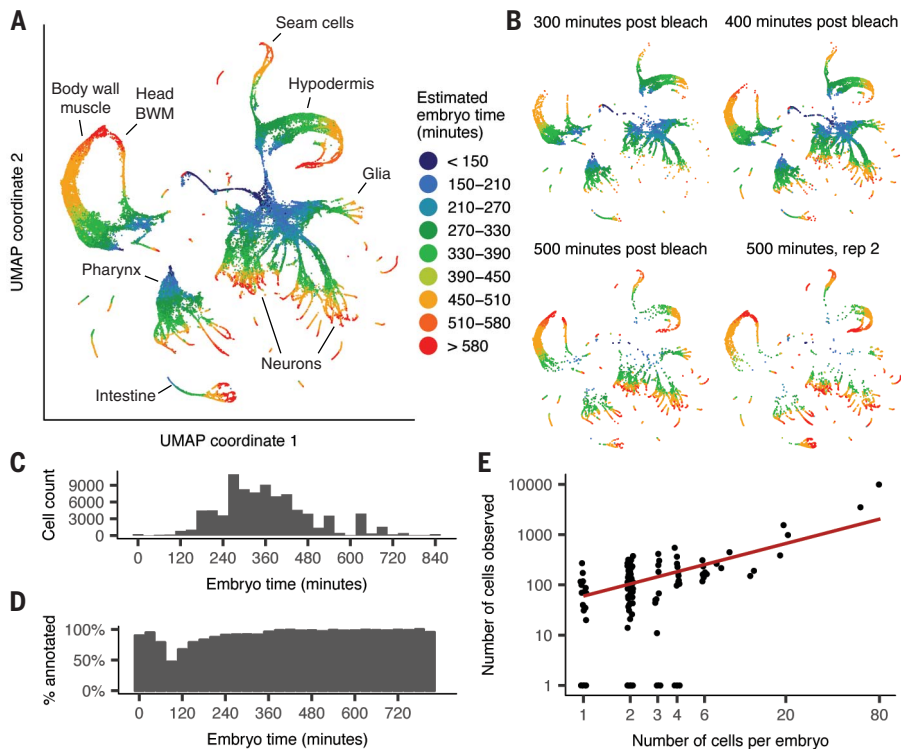 A
Seam cells
Body wall
muscle
Head
BWM
Hypodermis
Glia
Pharynx
Neurons
Intestine
UMAP coordinate 2
UMAP coordinate 1
Estimated
embryo time
(minutes)
< 150
150–210
210–270
270–330
330–390
390–450
450–510
510–580
> 580
B
300 minutes post bleach
400 minutes post bleach
500 minutes post bleach
500 minutes, rep 2
C
Cell count
9000
6000
3000
0
0 120 240 360 480 600 720 840
Embryo time (minutes)
D
% annotated
100%
50%
0%
0 120 240 360 480 600 720
Embryo time (minutes)
E
Number of cells observed
10000
1000
100
10
1
1 2 3 4 6 20 80
Number of cells per embryo